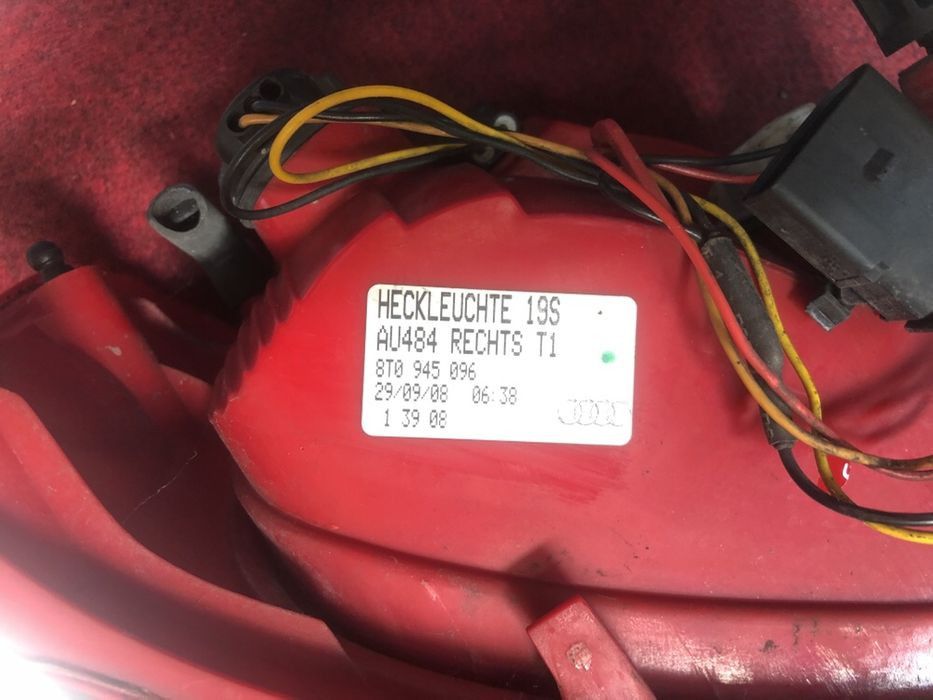 HECKLEUCHTE 19S
AU484 RECHTS T1
8T0 945 096
29/09/08 06:38
1 39 08